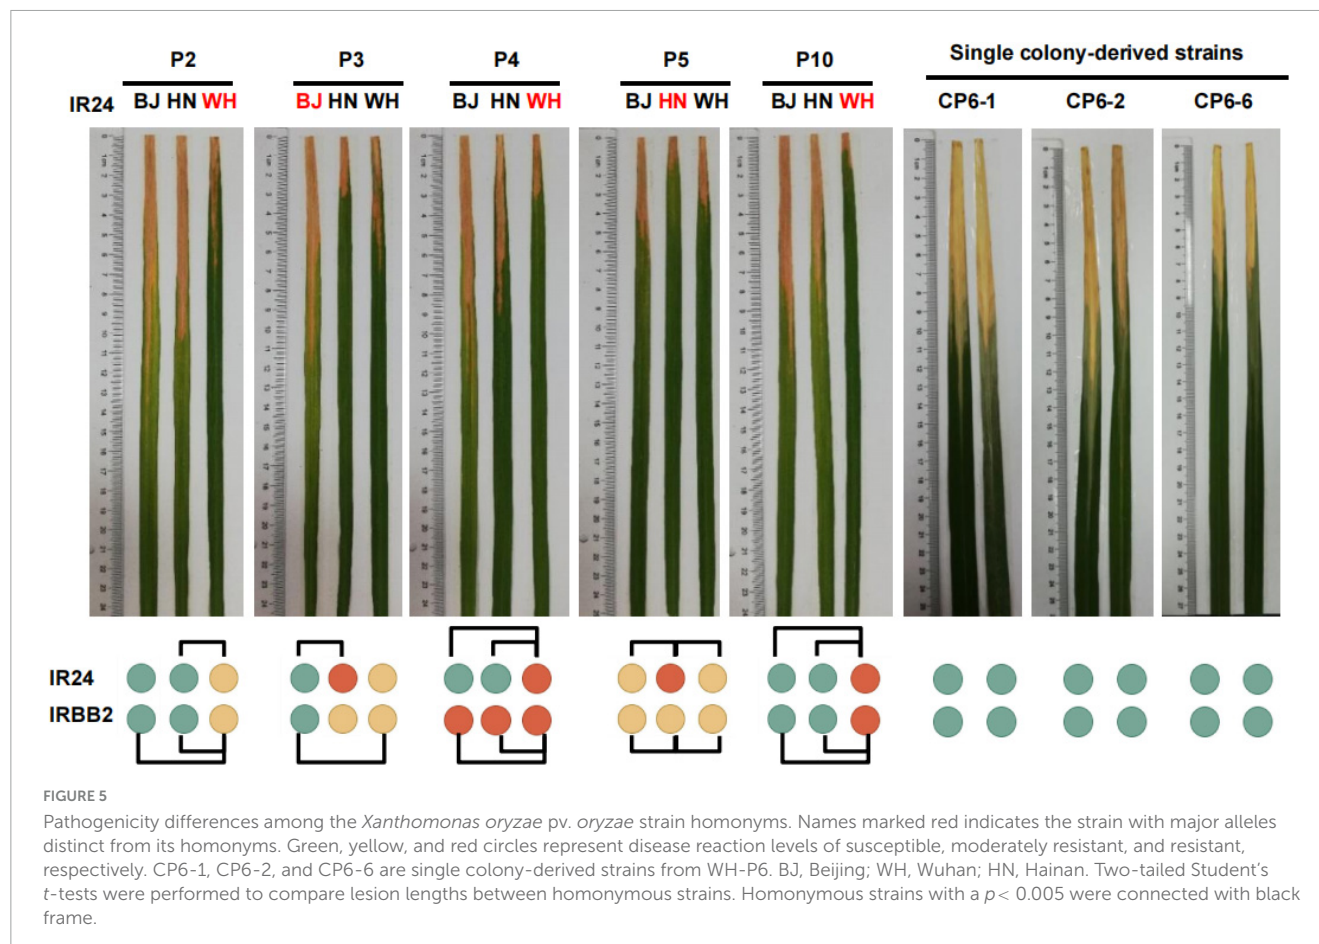 P2 P3 P4 P5 P10 Single colony-derived strains
IR24 BJ HN WH BJ HN WH BJ HN WH BJ HN WH BJ HN WH CP6-1 CP6-2 CP6-6
IR24
IRBB2
FIGURE 5
Pathogenicity differences among the Xanthomonas oryzae pv. oryzae strain homonyms. Names marked red indicates the strain with major alleles
distinct from its homonyms. Green, yellow, and red circles represent disease reaction levels of susceptible, moderately resistant, and resistant,
respectively. CP6-1, CP6-2, and CP6-6 are single colony-derived strains from WH-P6. BJ, Beijing; WH, Wuhan; HN, Hainan. Two-tailed Student's
t-tests were performed to compare lesion lengths between homonymous strains. Homonymous strains with a p< 0.005 were connected with black
frame.